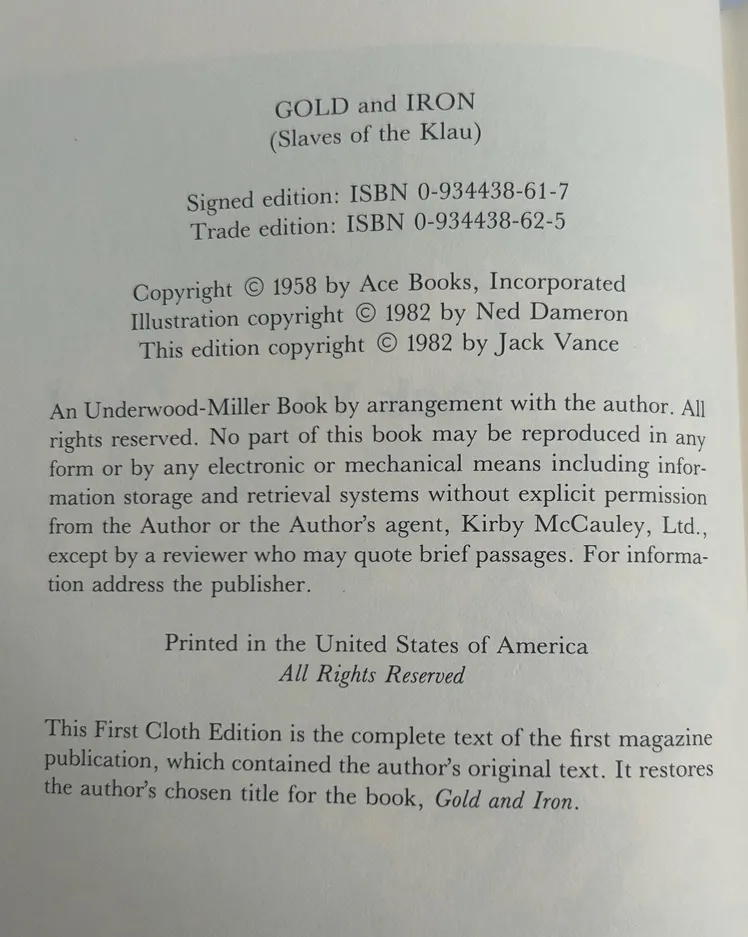 GOLD and IRON
(Slaves of the Klau)
Signed edition: ISBN 0-934438-61-7
Trade edition: ISBN 0-934438-62-5
Copyright © 1958 by Ace Books, Incorporated
Illustration copyright © 1982 by Ned Dameron
This edition copyright © 1982 by Jack Vance
An Underwood-Miller Book by arrangement with the author. All
rights reserved. No part of this book may be reproduced in any
form or by any electronic or mechanical means including infor-
mation storage and retrieval systems without explicit permission
from the Author or the Author's agent, Kirby McCauley, Ltd.,
except by a reviewer who may quote brief passages. For informa-
tion address the publisher.
Printed in the United States of America
All Rights Reserved
This First Cloth Edition is the complete text of the first magazine
publication, which contained the author's original text. It restores
the author's chosen title for the book, Gold and Iron.